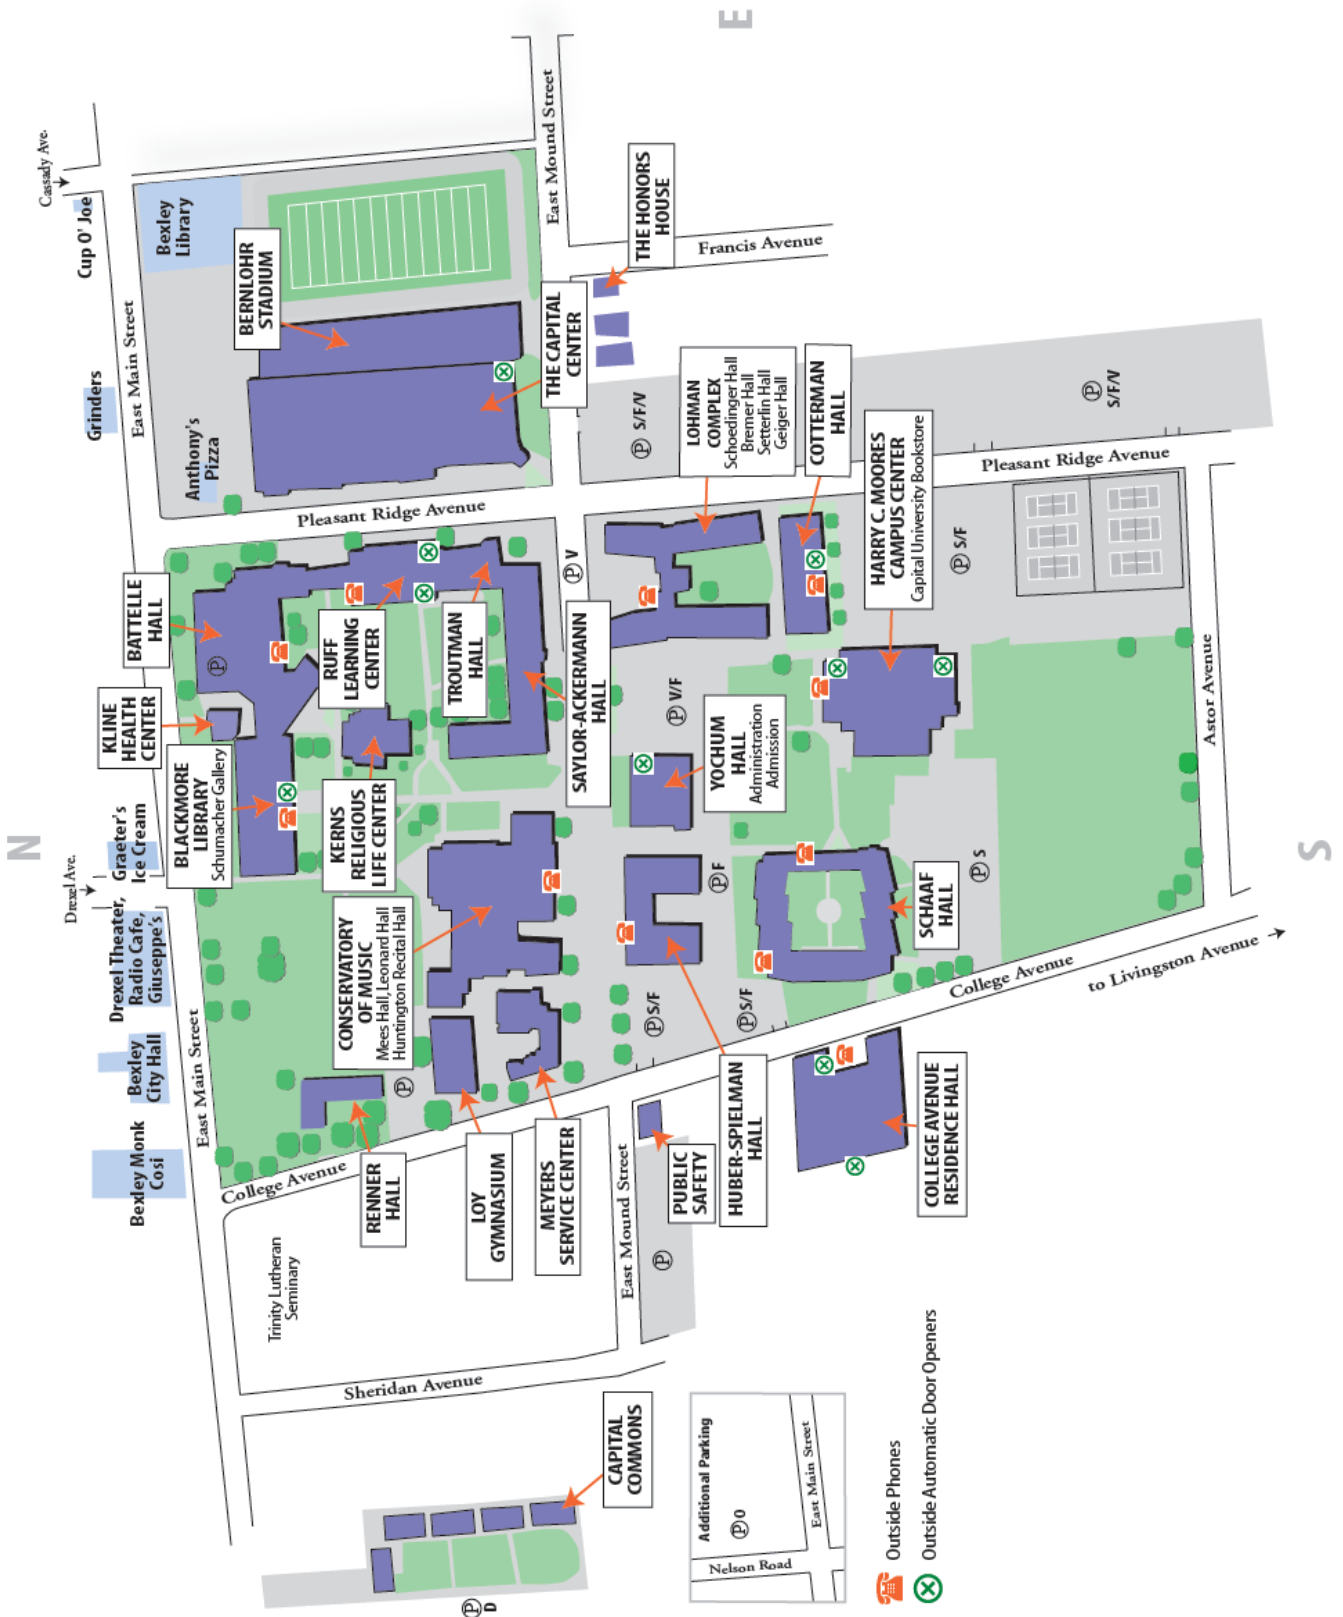 N
E
S
Cassady Ave.
Cup O' Joe
Bexley
Library
Grinders
East Main Street
Anthony's
Pizza
BERNLOHR
STADIUM
THE CAPITAL
CENTER
East Mound Street
THE HONORS
HOUSE
Francis Avenue
Pleasant Ridge Avenue
BATTELLE
HALL
P
KLINE
HEALTH
CENTER
BLACKMORE
LIBRARY
Schumacher Gallery
Graeter's
Ice Cream
Drexel Ave.
Drexel Theater,
Radio Cafe,
Giuseppe's
Bexley
City Hall
Bexley Monk
Cosi
East Main Street
RUFF
LEARNING
CENTER
TROUTMAN
HALL
SAYLOR-ACKERMANN
HALL
KERNS
RELIGIOUS
LIFE CENTER
CONSERVATORY
OF MUSIC
Mees Hall, Leonard Hall
Huntington Recital Hall
P V
P S/F/V
LOHMAN
COMPLEX
Schoedinger Hall
Bremer Hall
Setterlin Hall
Geiger Hall
COTTERMAN
HALL
HARRY C. MOORES
CAMPUS CENTER
Capital University Bookstore
P S/F
P
S/F/V
Pleasant Ridge Avenue
Astor Avenue
P V/F
YOCHUM
HALL
Administration
Admission
P F
P S
SCHAAF
HALL
P S/F
P S/F
HUBER-SPIELMAN
HALL
College Avenue
to Livingston Avenue
COLLEGE AVENUE
RESIDENCE HALL
PUBLIC
SAFETY
P
East Mound Street
MEYERS
SERVICE CENTER
LOY
GYMNASIUM
P
RENNER
HALL
College Avenue
Trinity Lutheran
Seminary
Sheridan Avenue
CAPITAL
COMMONS
P
D
Additional Parking
P O
Nelson Road
East Main Street
Outside Phones
Outside Automatic Door Openers